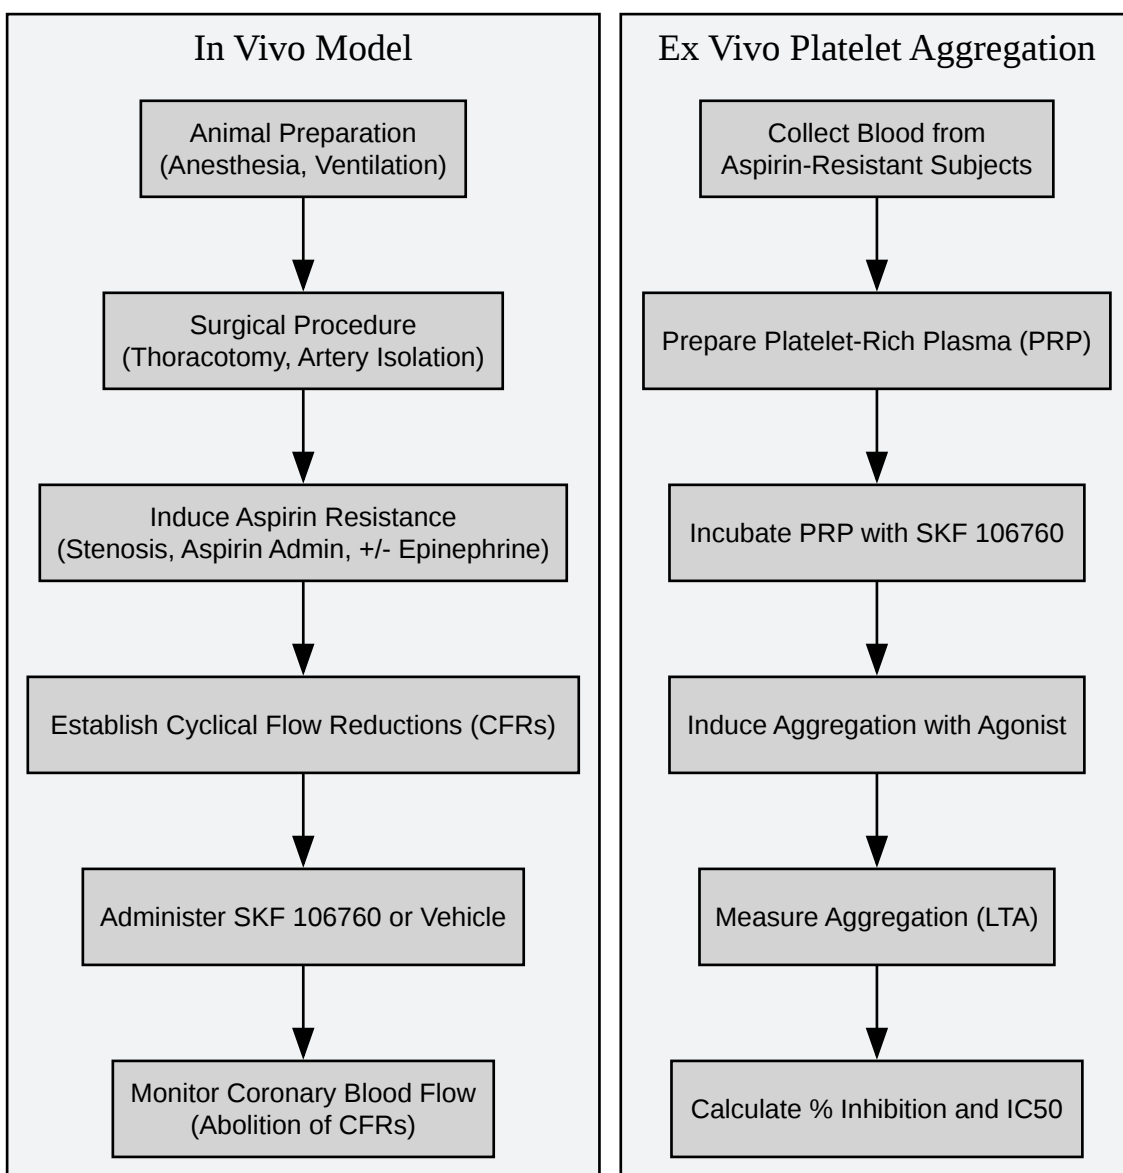 In Vivo Model
Animal Preparation
(Anesthesia, Ventilation)
Surgical Procedure
(Thoracotomy, Artery Isolation)
Induce Aspirin Resistance
(Stenosis, Aspirin Admin, +/- Epinephrine)
Establish Cyclical Flow Reductions (CFRs)
Administer SKF 106760 or Vehicle
Monitor Coronary Blood Flow
(Abolition of CFRs)
Ex Vivo Platelet Aggregation
Collect Blood from
Aspirin-Resistant Subjects
Prepare Platelet-Rich Plasma (PRP)
Incubate PRP with SKF 106760
Induce Aggregation with Agonist
Measure Aggregation (LTA)
Calculate % Inhibition and IC50